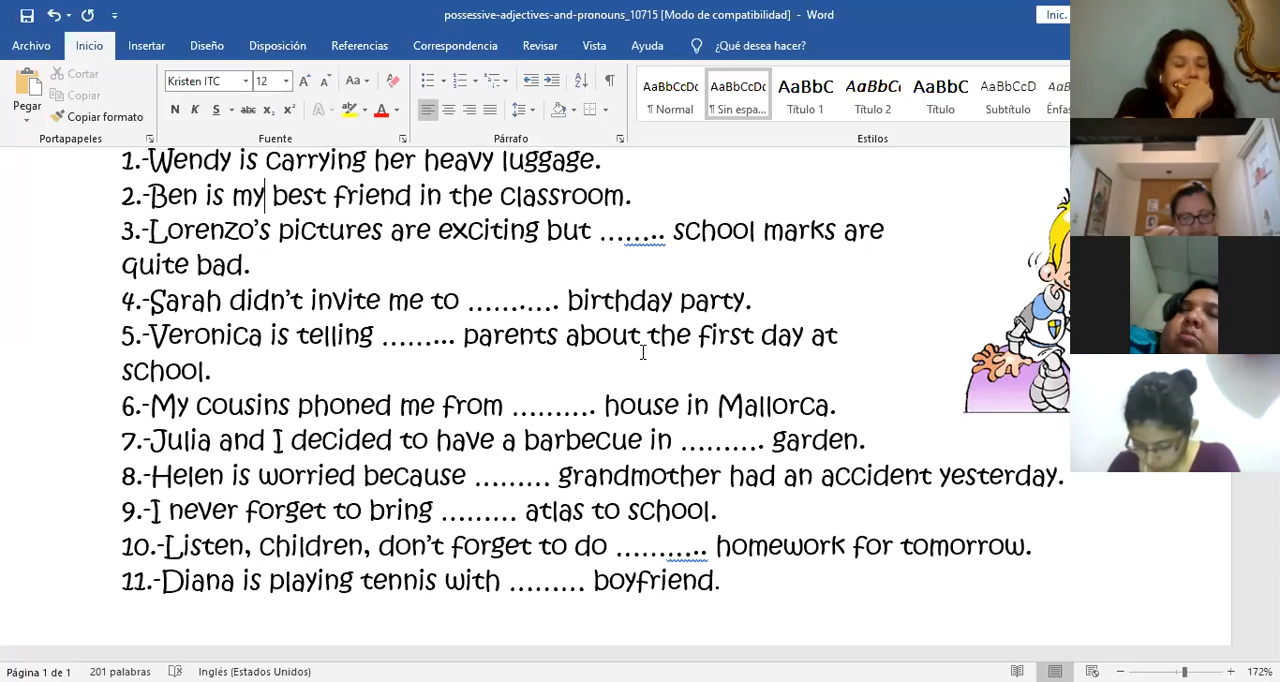 possessive-adjectives-and-pronouns_10715 [Modo de compatibilidad] - Word
Inic.
Archivo Inicio Insertar Diseño Disposición Referencias Correspondencia Revisar Vista Ayuda ¿Qué desea hacer?
Pegar
Cortar
Copiar
Copiar formato
Portapapeles
Kristen ITC 12
N K S abc x₂ x²
Fuente
Párrafo
AaBbCcDc ¶ Normal
AaBbCcDc ¶ Sin espa...
AaBbC Título 1
AaBbCc Título 2
AaBbC Título
AaBbCcD Subtítulo
AaBbCcDc Énfas
Estilos
1.-Wendy is carrying her heavy luggage.
2.-Ben is my best friend in the classroom.
3.-Lorenzo’s pictures are exciting but …….. school marks are
quite bad.
4.-Sarah didn’t invite me to ………. birthday party.
5.-Veronica is telling ……... parents about the first day at
school.
6.-My cousins phoned me from ………. house in Mallorca.
7.-Julia and I decided to have a barbecue in ………. garden.
8.-Helen is worried because ……… grandmother had an accident yesterday.
9.-I never forget to bring ……… atlas to school.
10.-Listen, children, don’t forget to do ……….. homework for tomorrow.
11.-Diana is playing tennis with ……… boyfriend.
Página 1 de 1 201 palabras Inglés (Estados Unidos) 172%